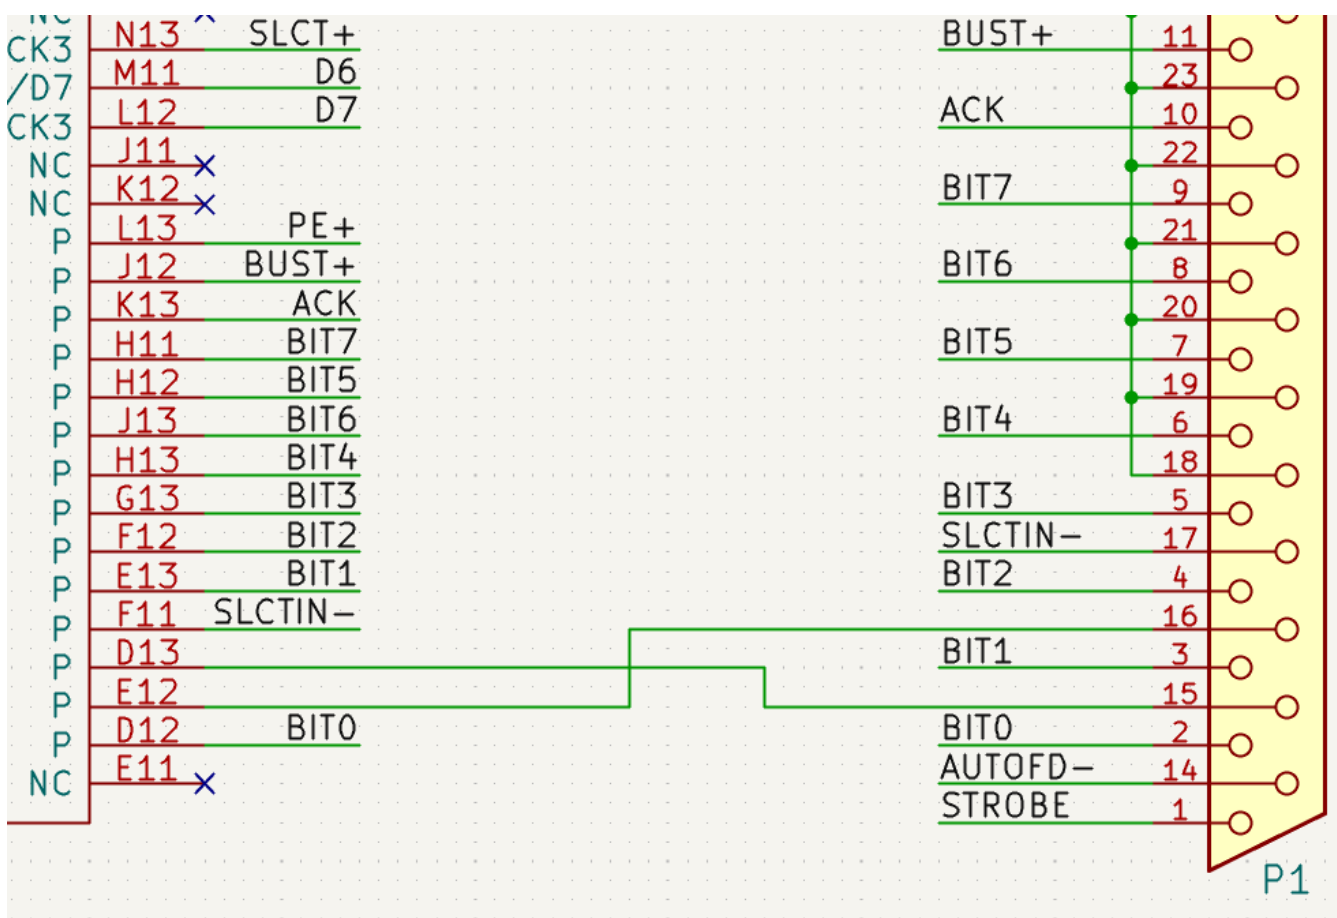 NC
CK3 N13 SLCT+
/D7 M11 D6
CK3 L12 D7
NC J11
NC K12
P L13 PE+
P J12 BUST+
P K13 ACK
P H11 BIT7
P H12 BIT5
P J13 BIT6
P H13 BIT4
P G13 BIT3
P F12 BIT2
P E13 BIT1
P F11 SLCTIN-
P D13
P E12
P D12 BIT0
NC E11
BUST+ 11
23
ACK 10
22
BIT7 9
21
BIT6 8
20
BIT5 7
19
BIT4 6
18
BIT3 5
SLCTIN- 17
BIT2 4
16
BIT1 3
15
BIT0 2
AUTOFD- 14
STROBE 1
P1